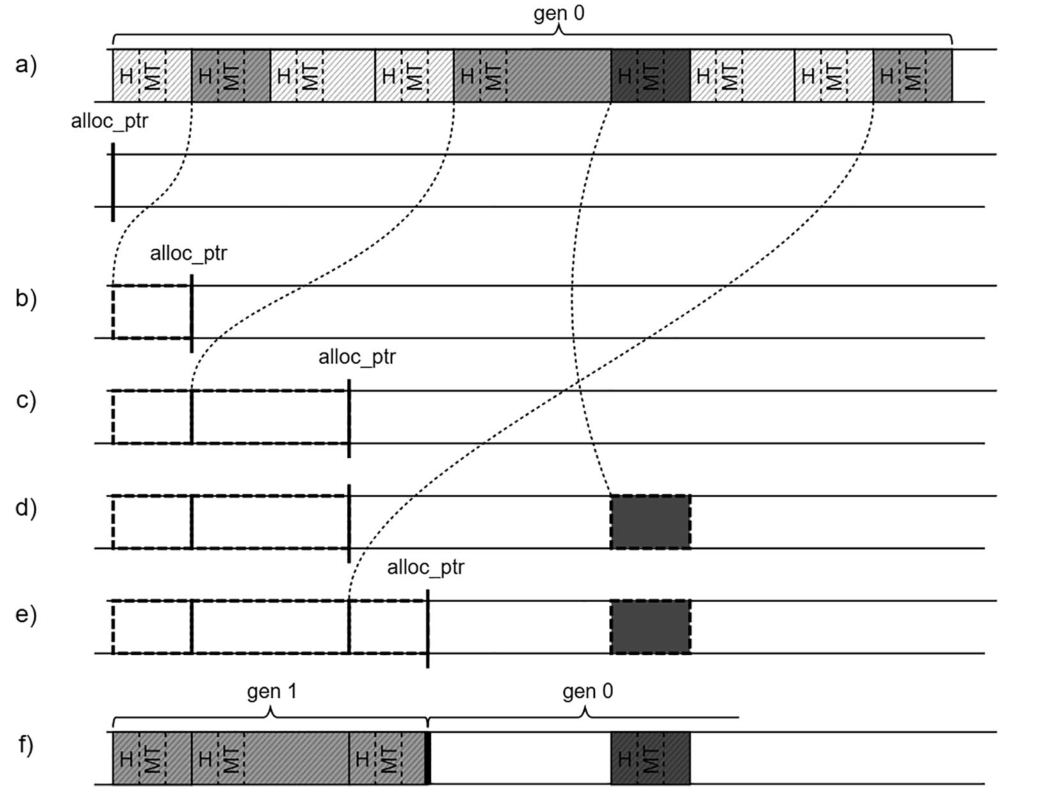 gen 0
a) H MT H MT H MT H MT H MT H MT H MT H MT H MT
alloc_ptr
alloc_ptr
b)
alloc_ptr
c)
d)
alloc_ptr
e)
gen 1 gen 0
f) H MT H MT H MT H MT